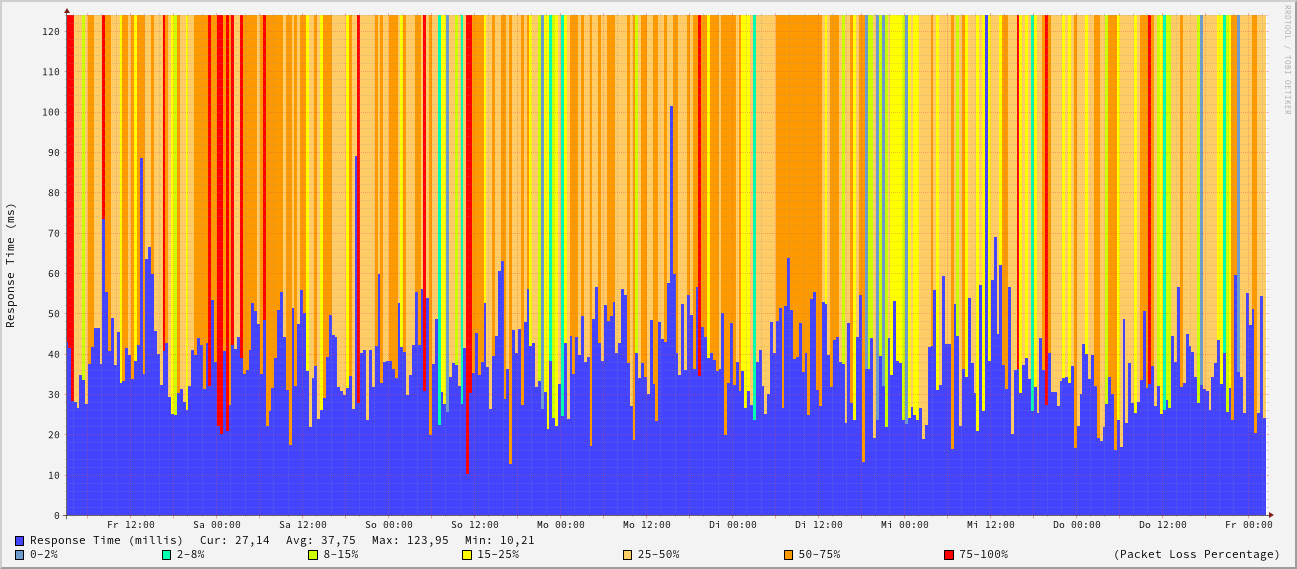 RRDTOOL / TOBI OETIKER
Response Time (ms)
120
110
100
90
80
70
60
50
40
30
20
10
0
Fr 12:00 Sa 00:00 Sa 12:00 So 00:00 So 12:00 Mo 00:00 Mo 12:00 Di 00:00 Di 12:00 Mi 00:00 Mi 12:00 Do 00:00 Do 12:00 Fr 00:00
Response Time (millis) Cur: 27,14 Avg: 37,75 Max: 123,95 Min: 10,21
0-2% 2-8% 8-15% 15-25% 25-50% 50-75% 75-100% (Packet Loss Percentage)